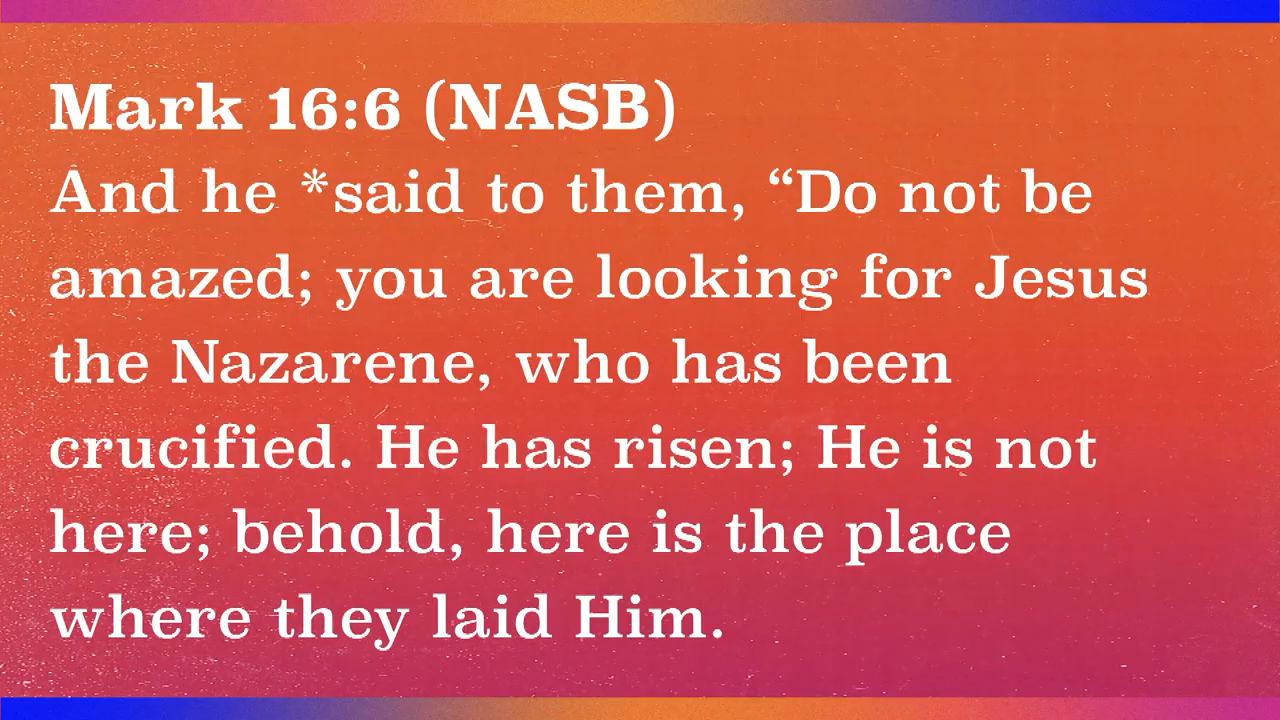 Mark 16:6 (NASB)
And he *said to them, “Do not be
amazed; you are looking for Jesus
the Nazarene, who has been
crucified. He has risen; He is not
here; behold, here is the place
where they laid Him.